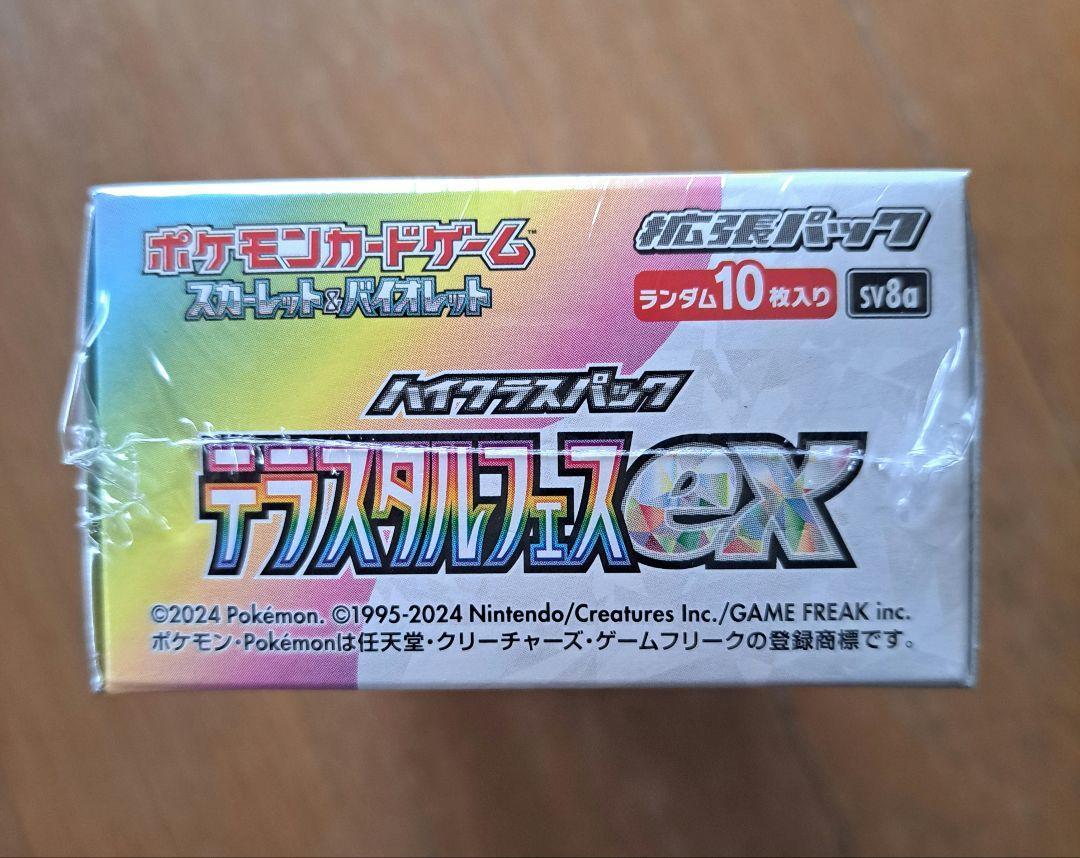 ポケモンカードゲーム™
スカーレット&バイオレット
拡張パック
ランダム10枚入り
SV8a
ハイクラスパック
テラスタルフェスex
©2024 Pokémon. ©1995-2024 Nintendo/Creatures Inc./GAME FREAK inc.
ポケモン・Pokémonは任天堂・クリーチャーズ・ゲームフリークの登録商標です。